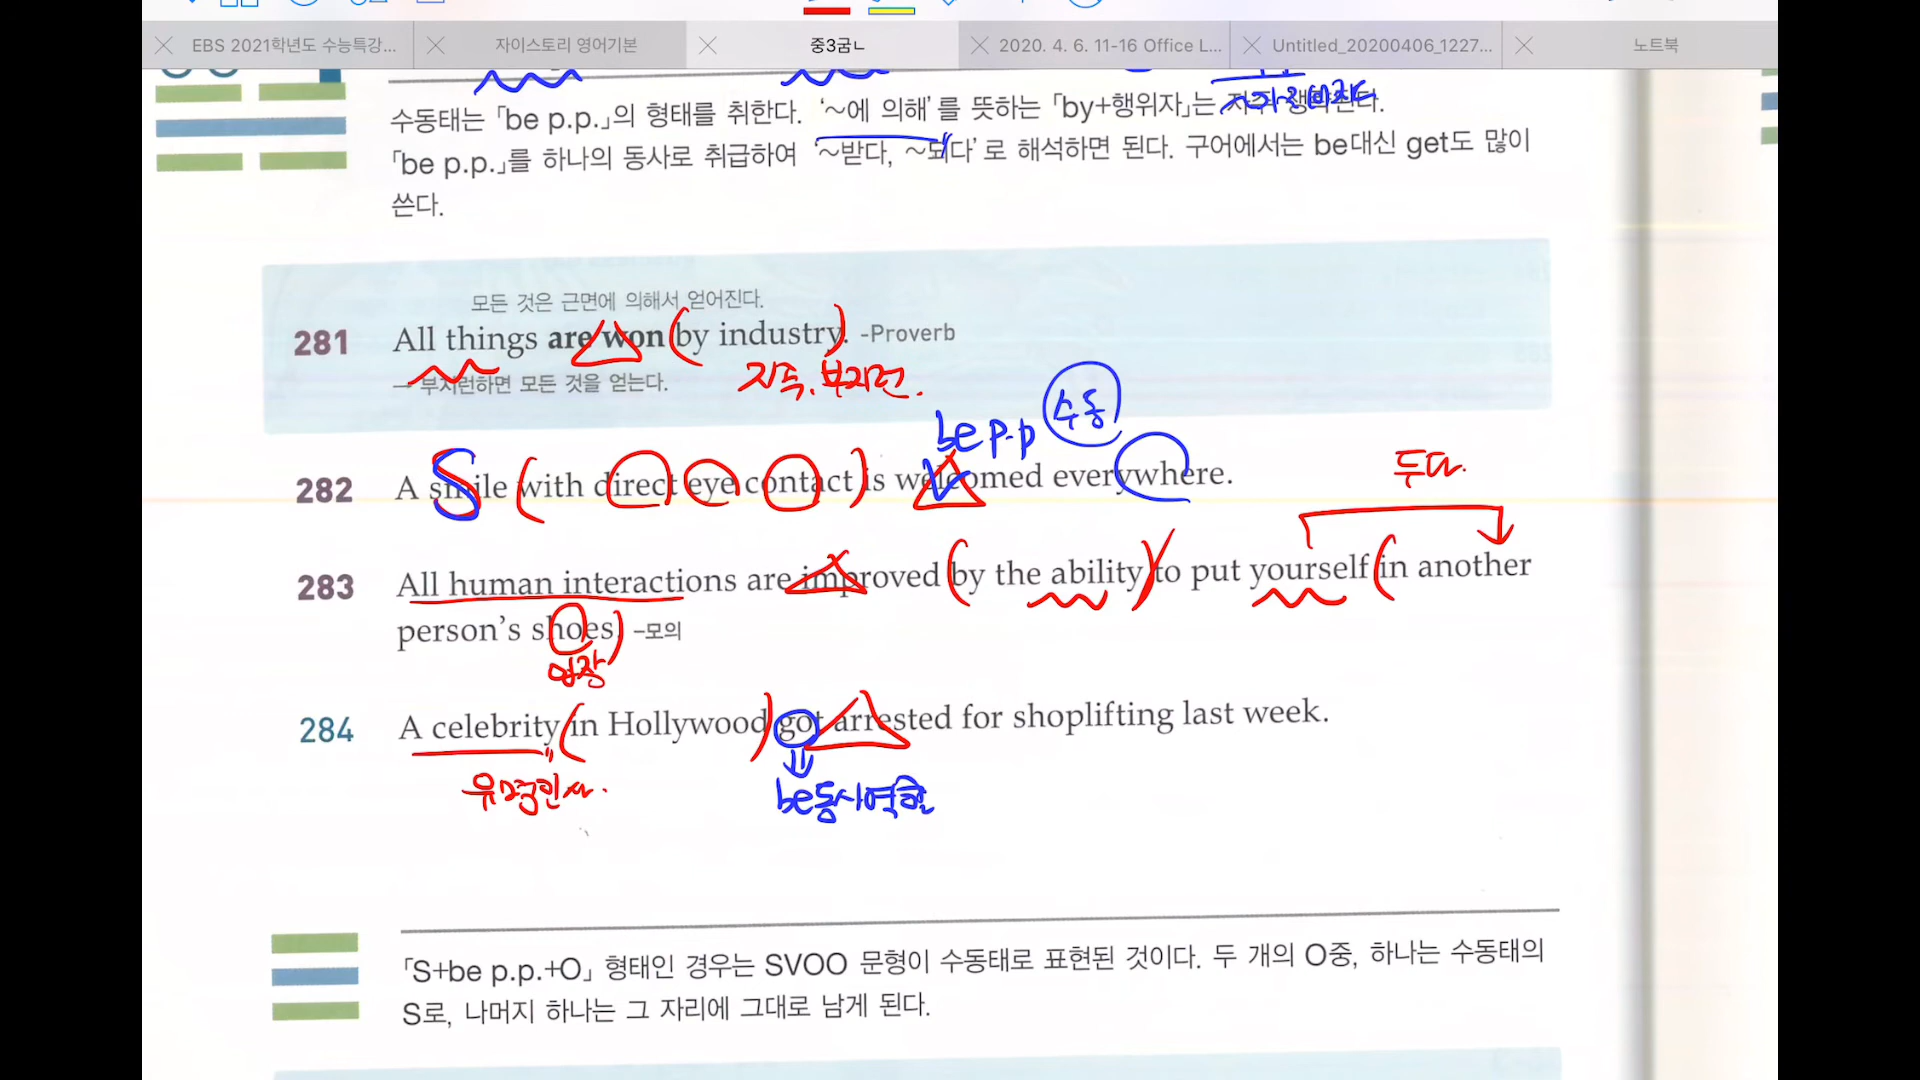 EBS 2021학년도 수능특강... 자이스토리 영어기본 중3굼ㄴ 2020. 4. 6. 11-16 Office L... Untitled_20200406_1227... 노트북
수동태는 「be p.p.」의 형태를 취한다. ‘~에 의해’를 뜻하는 「by+행위자」는 자주 생략된다.
「be p.p.」를 하나의 동사로 취급하여 ‘~받다, ~되다’로 해석하면 된다. 구어에서는 be대신 get도 많이
쓴다.
모든 것은 근면에 의해서 얻어진다.
281 All things are won by industry. -Proverb
→ 부지런하면 모든 것을 얻는다.
지속. 부지런.
be p.p 수동
282 A smile with direct eye contact is welcomed everywhere.
S V
두다.
283 All human interactions are improved by the ability to put yourself in another
person’s shoes. –모의
입장
284 A celebrity in Hollywood got arrested for shoplifting last week.
유명인사.
be동사역할
「S+be p.p.+O」 형태인 경우는 SVOO 문형이 수동태로 표현된 것이다. 두 개의 O중, 하나는 수동태의
S로, 나머지 하나는 그 자리에 그대로 남게 된다.